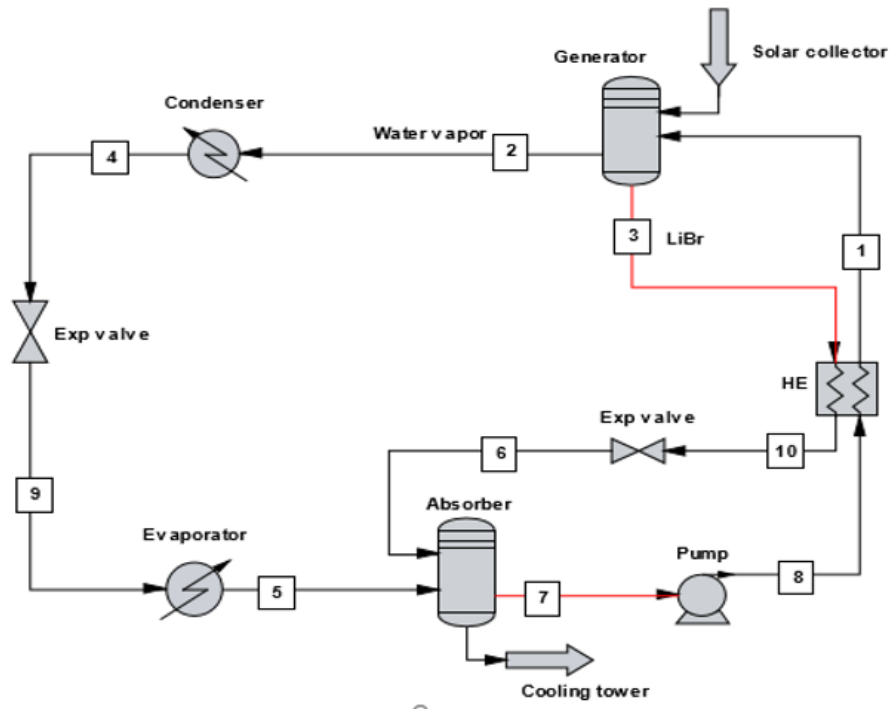 Generator
Solar collector
Condenser
Water vapor
2
4
3
LiBr
1
Exp valve
HE
Exp valve
6
10
9
Absorber
Evaporator
Pump
5
7
8
Cooling tower